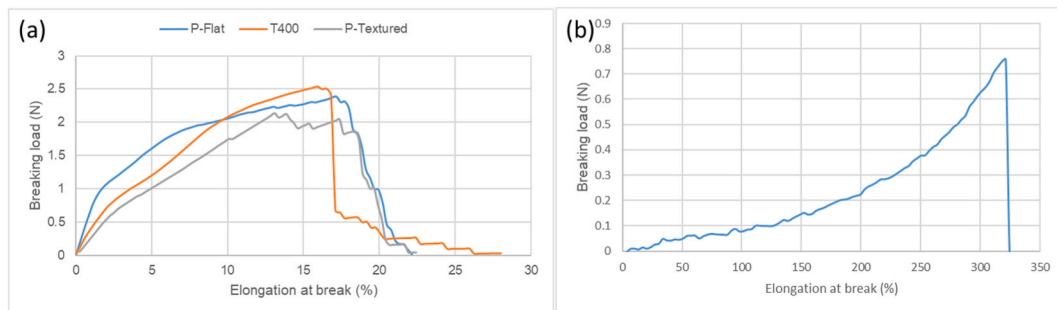 (a)
P-Flat T400 P-Textured
Breaking load (N)
3
2.5
2
1.5
1
0.5
0
0 5 10 15 20 25 30
Elongation at break (%)
(b)
Breaking load (N)
0.9
0.8
0.7
0.6
0.5
0.4
0.3
0.2
0.1
0
0 50 100 150 200 250 300 350
Elongation at break (%)